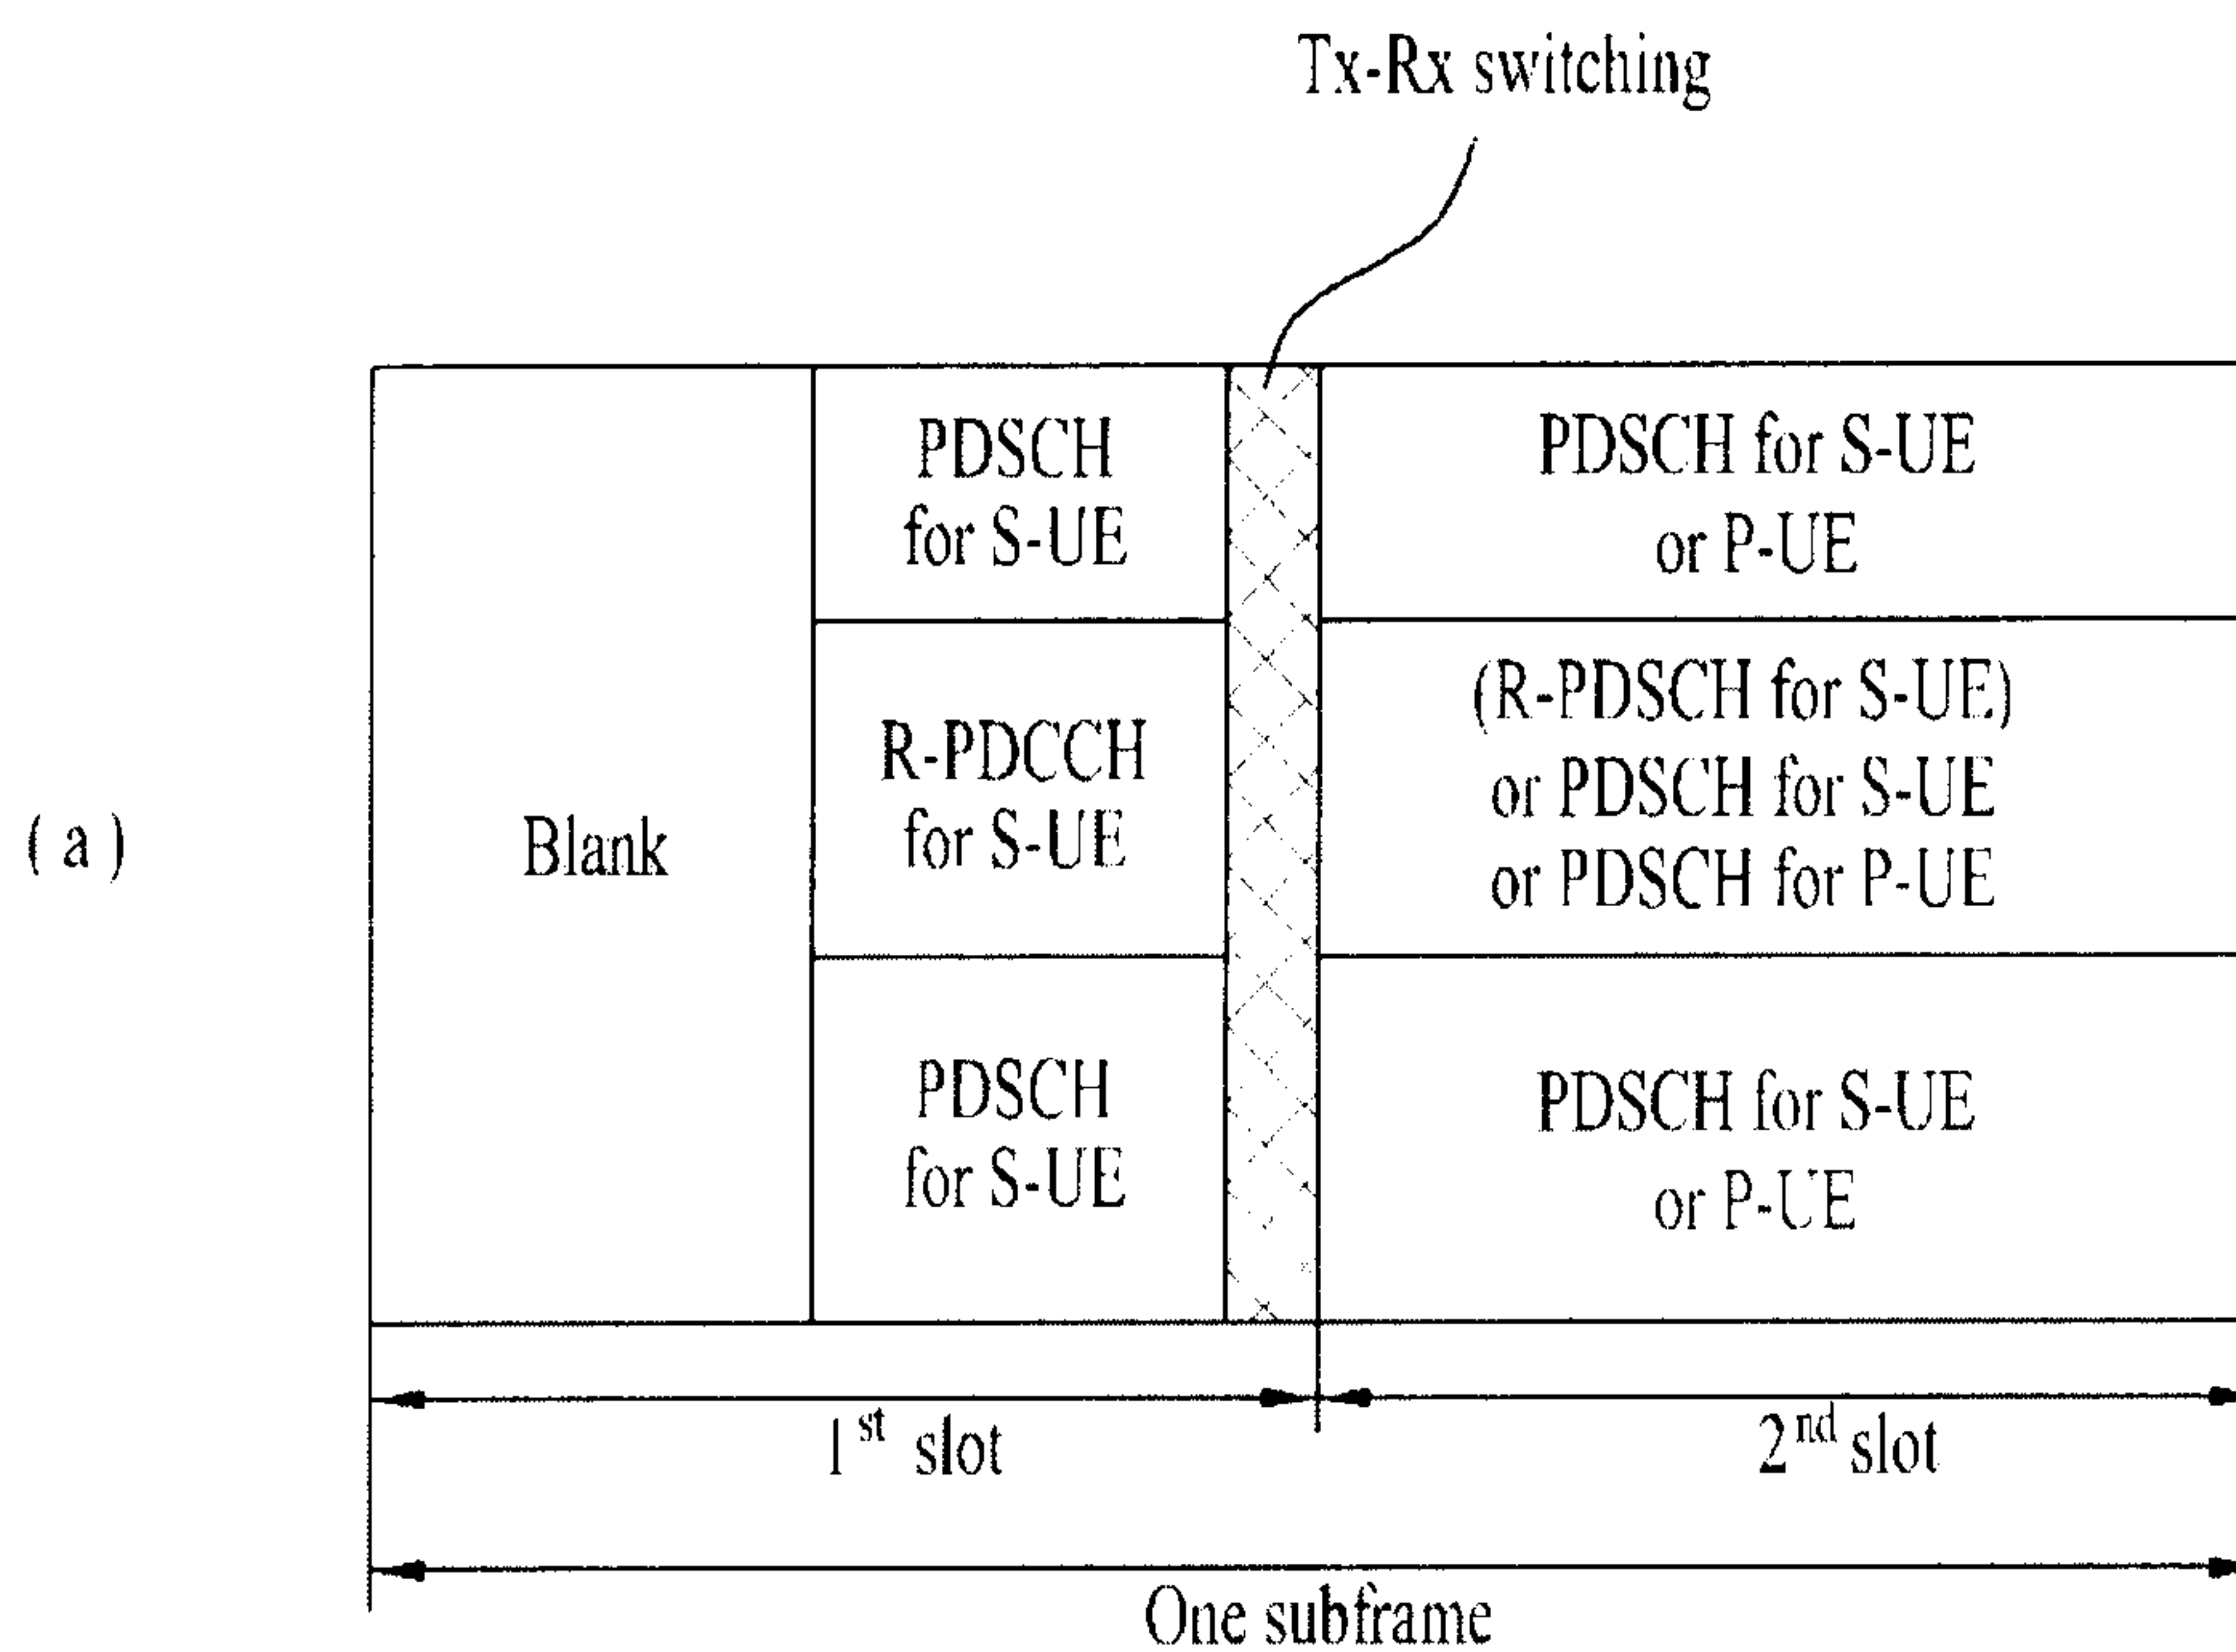 Tx-Rx switching
(a)
Blank
PDSCH
for S-UE
R-PDCCH
for S-UE
PDSCH
for S-UE
PDSCH for S-UE
or P-UE
(R-PDSCH for S-UE)
or PDSCH for S-UE
or PDSCH for P-UE
PDSCH for S-UE
or P-UE
1st slot
2nd slot
One subframe